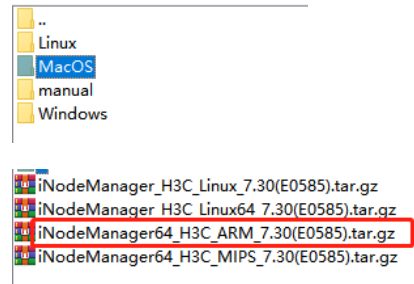 ..
Linux
MacOS
manual
Windows
iNodeManager_H3C_Linux_7.30(E0585).tar.gz
iNodeManager_H3C_Linux64_7.30(E0585).tar.gz
iNodeManager64_H3C_ARM_7.30(E0585).tar.gz
iNodeManager64_H3C_MIPS_7.30(E0585).tar.gz